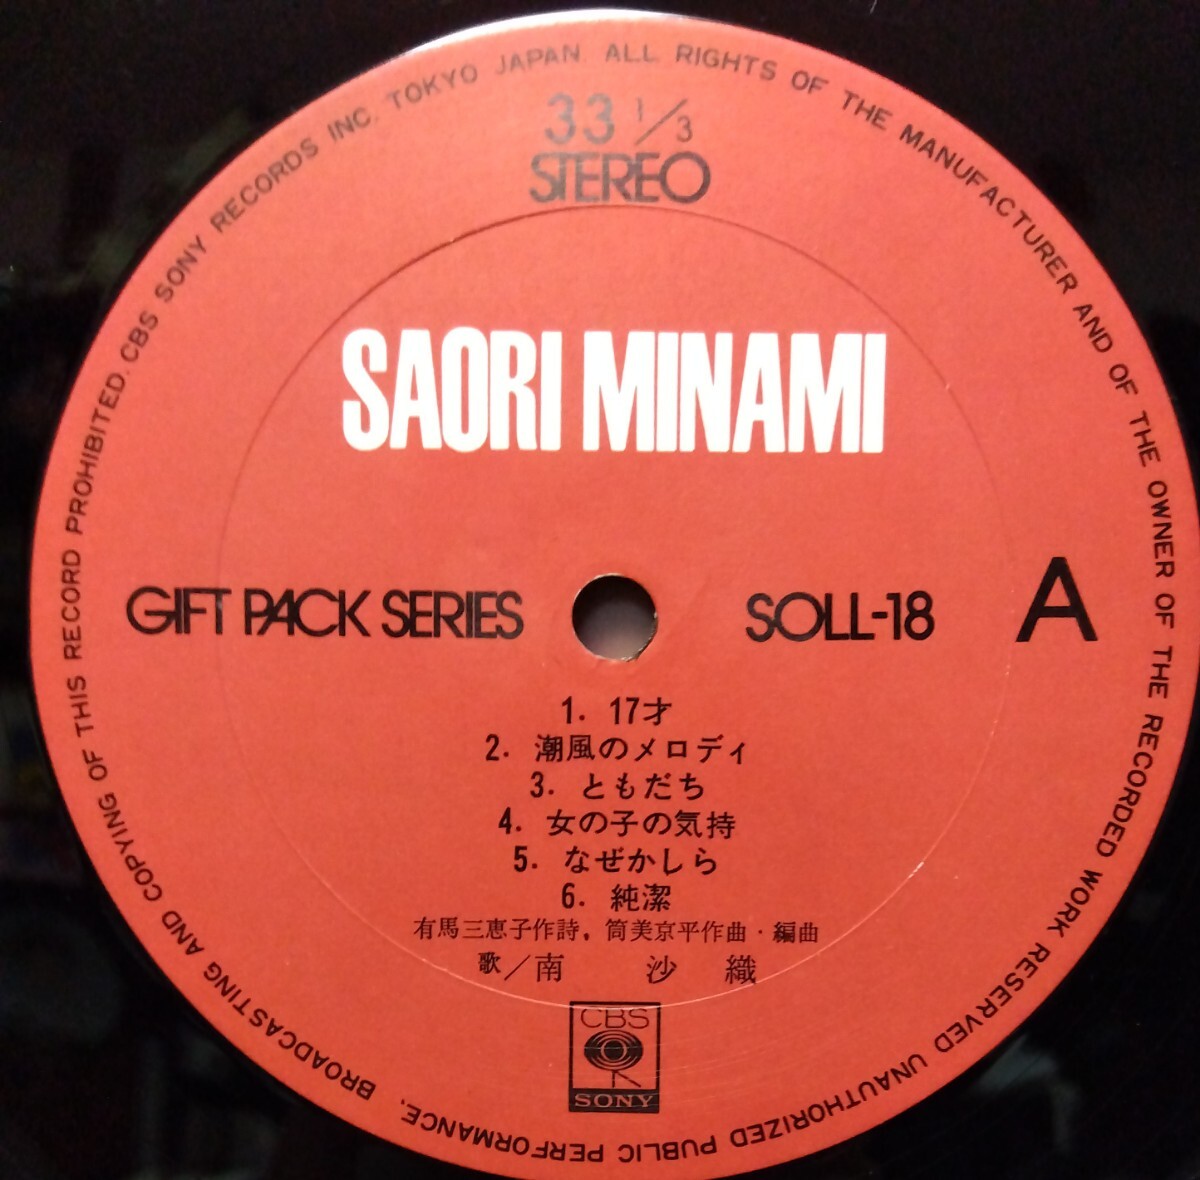 CBS SONY RECORDS INC. TOKYO JAPAN. ALL RIGHTS OF THE MANUFACTURER AND OF THE OWNER OF THE RECORDED WORK RESERVED UNAUTHORIZED PUBLIC PERFORMANCE, BROADCASTING AND COPYING OF THIS RECORD PROHIBITED.
33 1/3
STEREO
SAORI MINAMI
GIFT PACK SERIES SOLL-18 A
1. 17才
2. 潮風のメロディ
3. ともだち
4. 女の子の気持
5. なぜかしら
6. 純潔
有馬三恵子作詩，筒美京平作曲・編曲
歌／南 沙 織
CBS
SONY